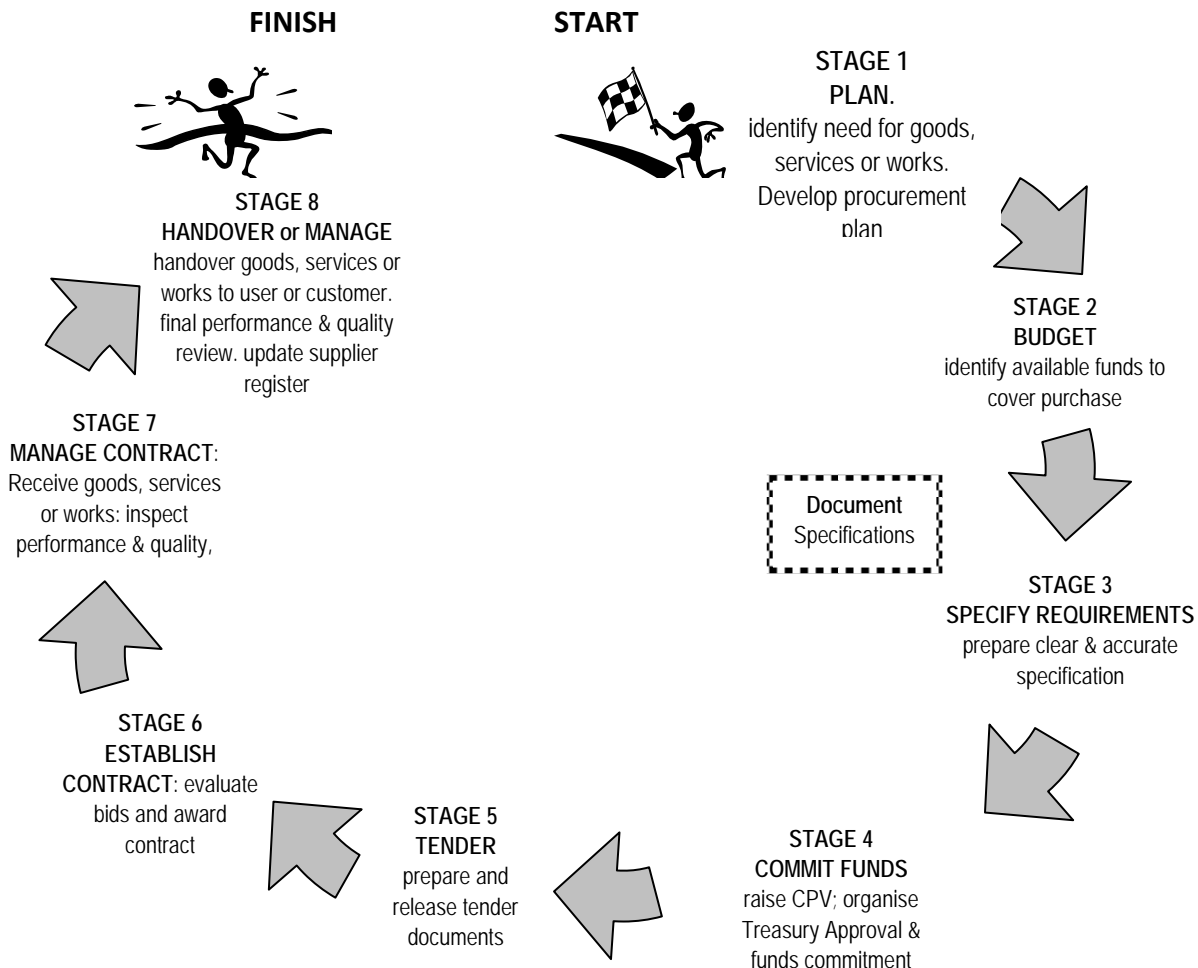 FINISH
START
STAGE 1
PLAN.
identify need for goods,
services or works.
Develop procurement
plan
STAGE 2
BUDGET
identify available funds to
cover purchase
Document
Specifications
STAGE 3
SPECIFY REQUIREMENTS
prepare clear & accurate
specification
STAGE 4
COMMIT FUNDS
raise CPV; organise
Treasury Approval &
funds commitment
STAGE 5
TENDER
prepare and
release tender
documents
STAGE 6
ESTABLISH
CONTRACT: evaluate
bids and award
contract
STAGE 7
MANAGE CONTRACT:
Receive goods, services
or works: inspect
performance & quality,
STAGE 8
HANDOVER or MANAGE
handover goods, services or
works to user or customer.
final performance & quality
review. update supplier
register